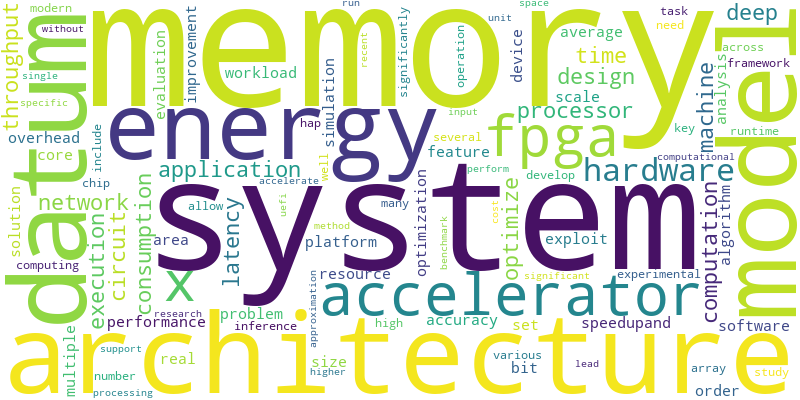 modern
run
space
task
deep
without
memory
recent
significantly
unit
need
across
single
throughput
datum
improvement
workload
operation
device
average
time
framework
specific
evaluation
simulation
design
machine
analysis
model
overhead
include
energy
hap
fpga
scale
input
key
runtime
core
several
processor
chip
application
well
feature
hardware
computational
accelerate
perform
develop
solution
network
consumption
allow
uefi
system
method
many
optimization
benchmark
cost
optimize
computation
algorithm
execution
circuit
latency
area
platform
exploit
computing
x
resource
significant
experimental
accelerator
multiple
performance
research
problem
inference
approximation
high
accuracy
set
speedupand
software
architecture
support
real
size
higher
various
lead
array
study
number
processing
bit
order